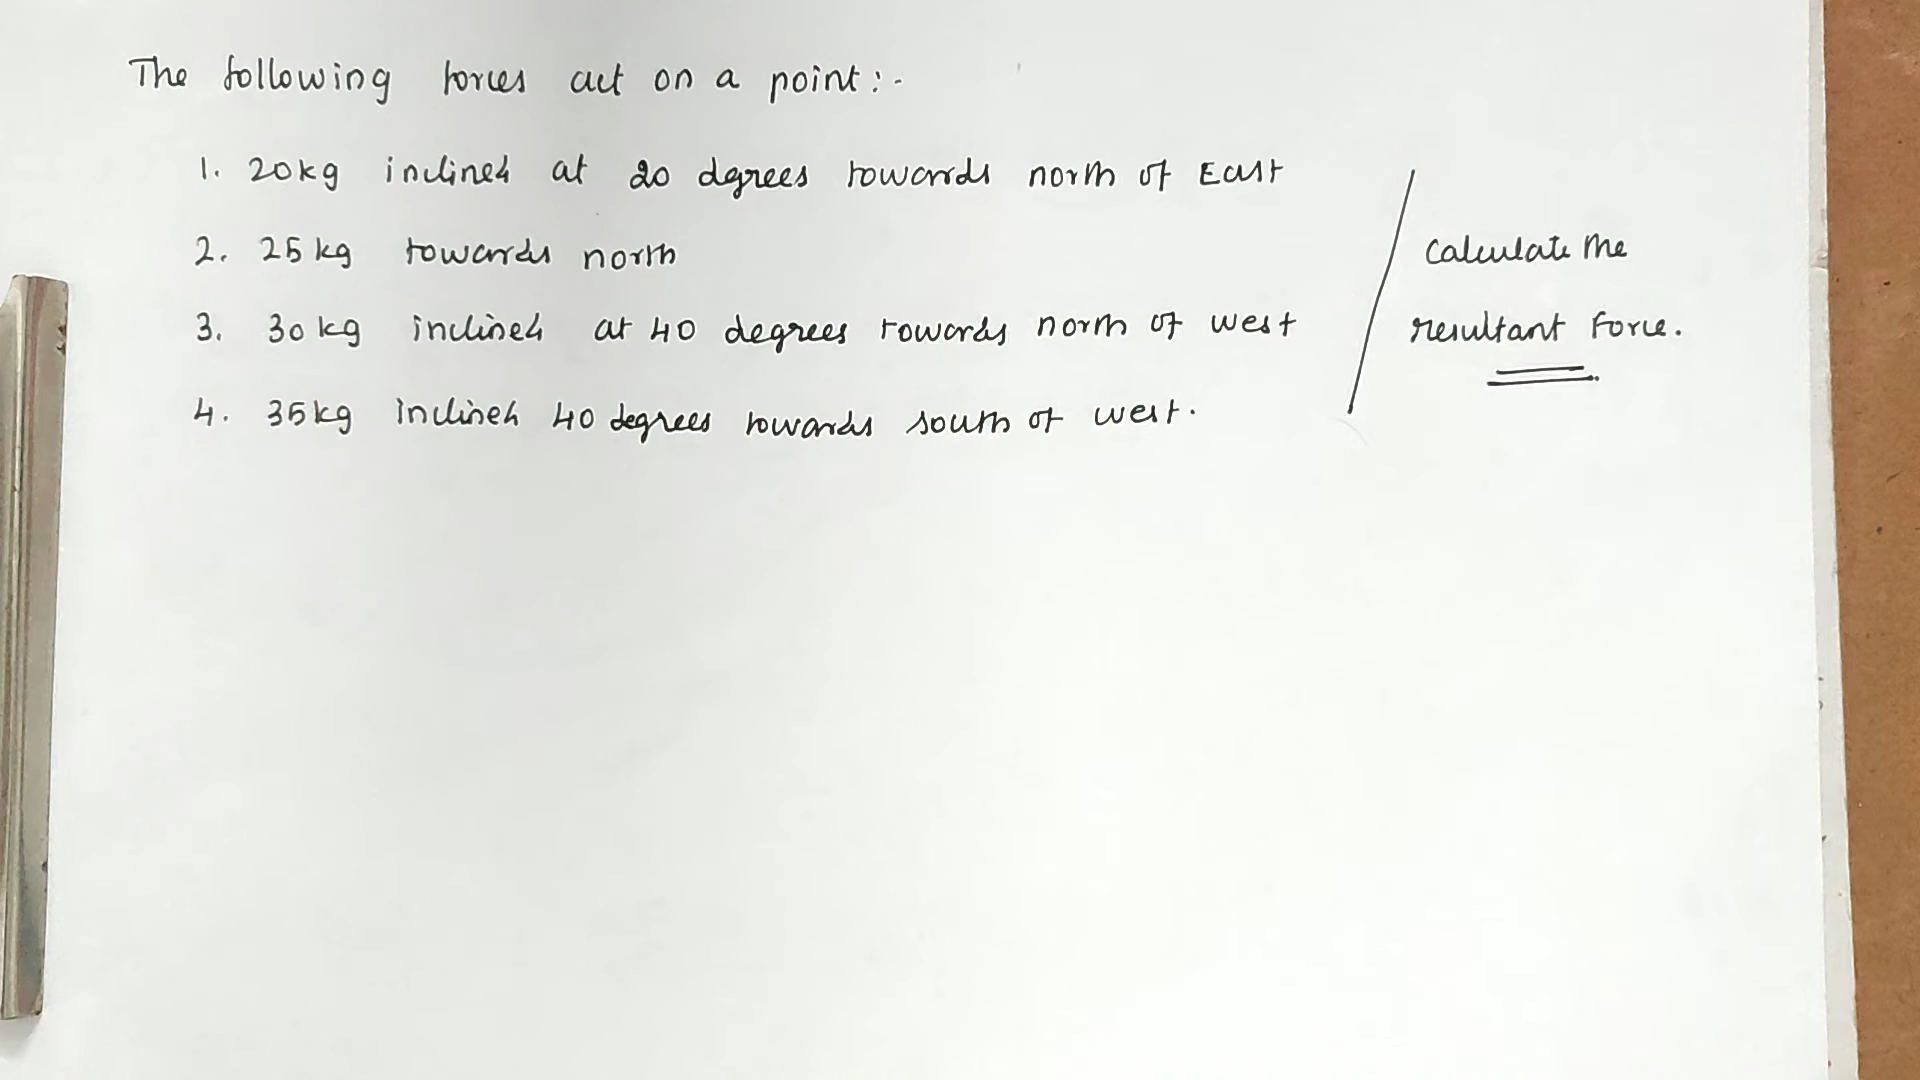 The following forces act on a point:-
1. 20kg inclined at 20 dgrees towards north of East
2. 25 kg towards north
3. 30 kg inclined at 40 degrees towards north of west
4. 35kg inclined 40 degrees towards south of west.
Calculate the
resultant Force.